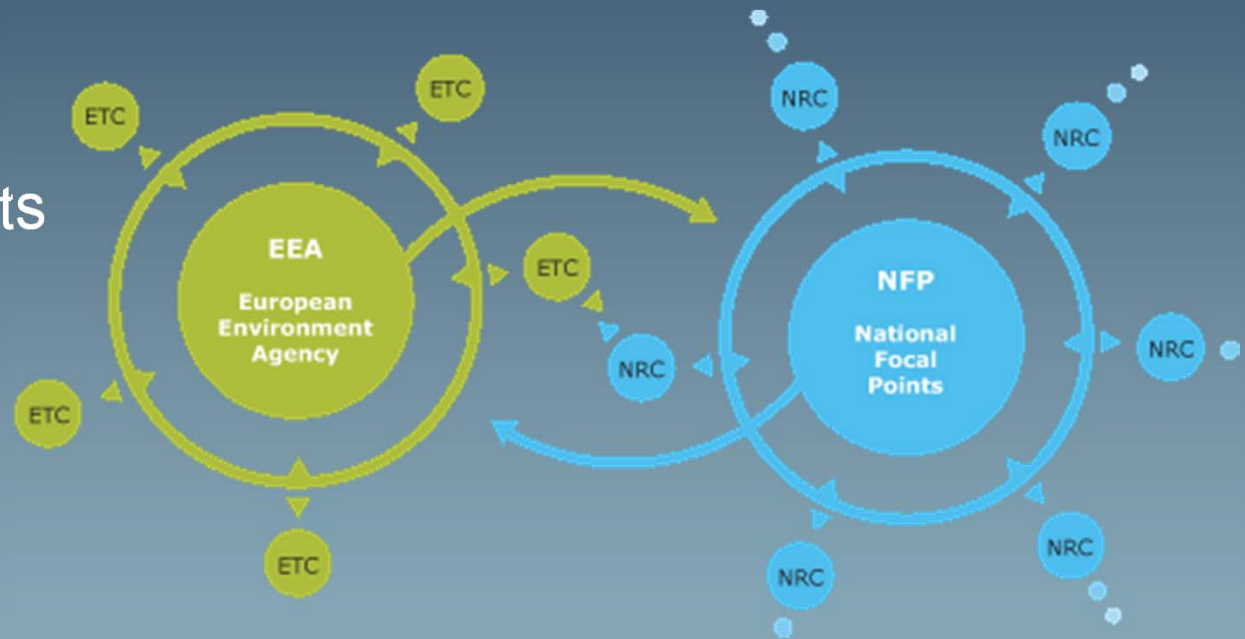 ts
ETC
ETC
EEA
European
Environment
Agency
ETC
ETC
ETC
NRC
NRC
NFP
National
Focal
Points
NRC
NRC
NRC
NRC